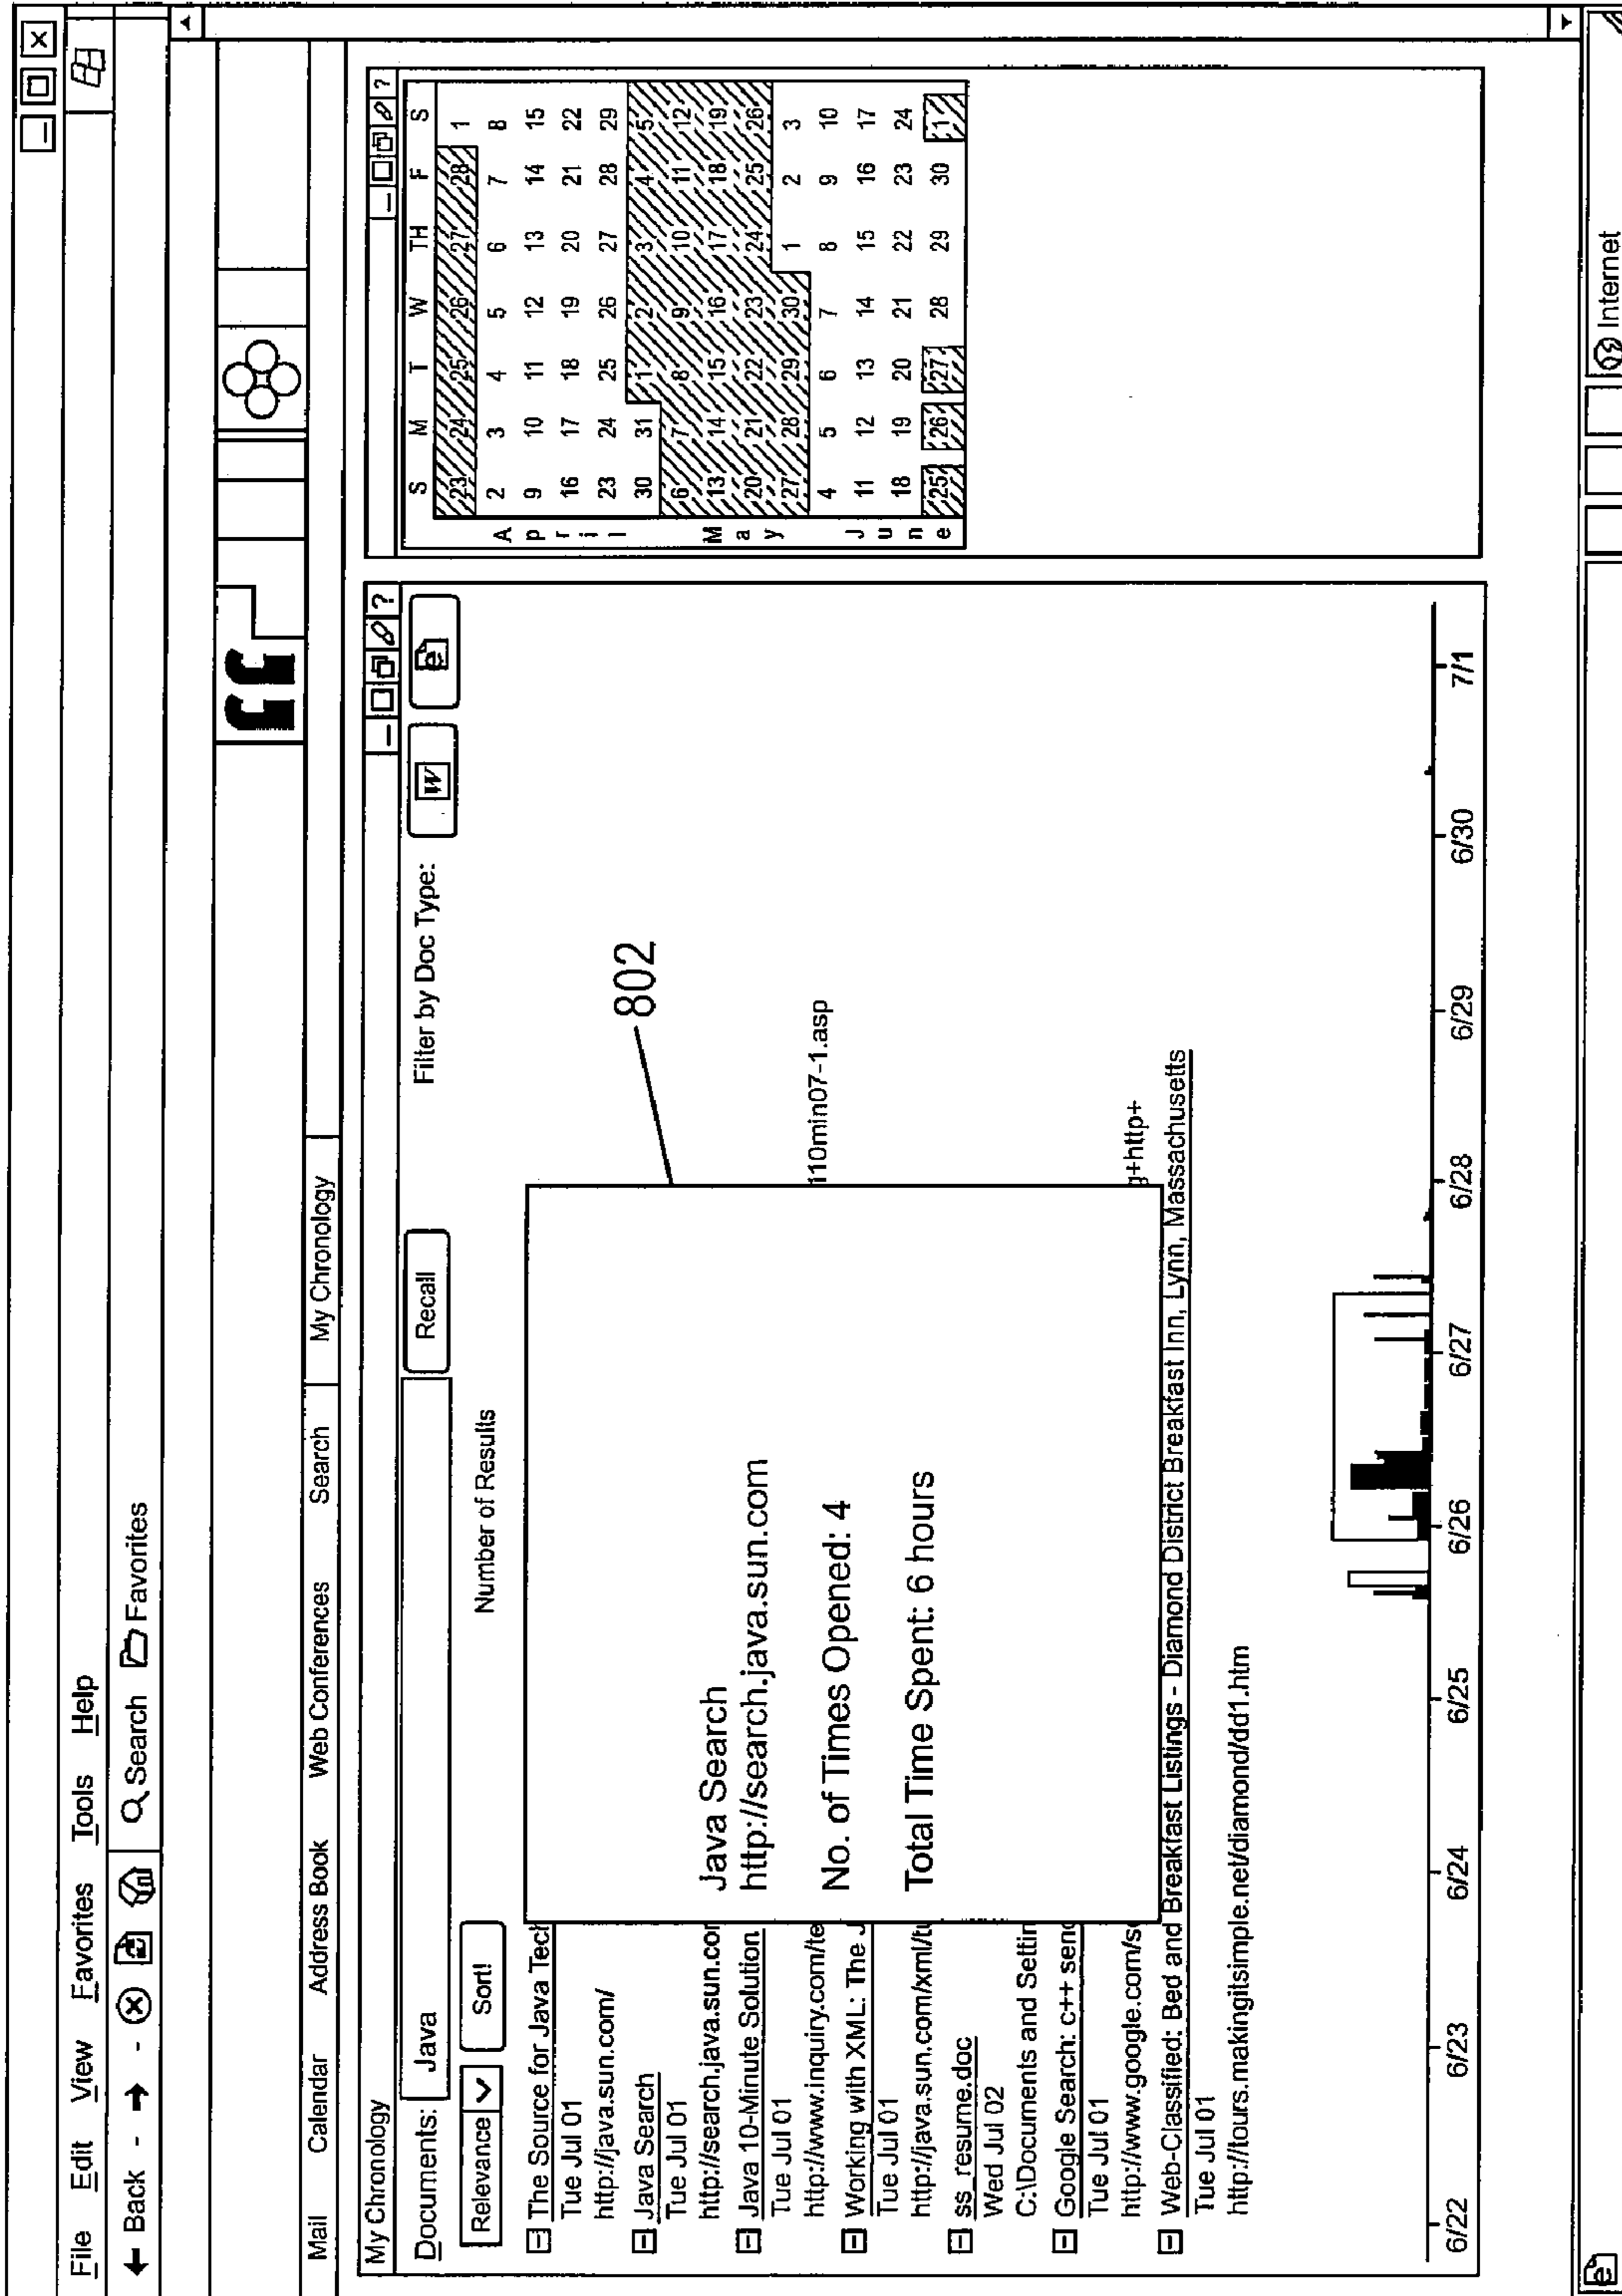 File Edit View Favorites Tools Help
Back Search Favorites
Mail Calendar Address Book Web Conferences Search My Chronology
My Chronology
Documents: Java Recall Filter by Doc Type: W e
Relevance Sort! Number of Results
The Source for Java Tech
Tue Jul 01
http://java.sun.com/
Java Search
Tue Jul 01
http://search.java.sun.com
Java 10-Minute Solution
Tue Jul 01
http://www.inquiry.com/te
110min07-1.asp
Working with XML: The J
Tue Jul 01
http://java.sun.com/xml/tu
ss_resume.doc
Wed Jul 02
C:\Documents and Settin
Google Search: c++ send
Tue Jul 01
http://www.google.com/se
g+http+
Web-Classified: Bed and Breakfast Listings - Diamond District Breakfast Inn, Lynn, Massachusetts
Tue Jul 01
http://tours.makingitsimple.net/diamond/dd1.htm
Java Search
http://search.java.sun.com
No. of Times Opened: 4
Total Time Spent: 6 hours
802
6/22 6/23 6/24 6/25 6/26 6/27 6/28 6/29 6/30 7/1
?
?
S M T W TH F S
23 24 25 26 27 28 1
A 2 3 4 5 6 7 8
p 9 10 11 12 13 14 15
r 16 17 18 19 20 21 22
i 23 24 25 26 27 28 29
l 30 31 1 2 3 4 5
6 7 8 9 10 11 12
M 13 14 15 16 17 18 19
a 20 21 22 23 24 25 26
y 27 28 29 30 1 2 3
4 5 6 7 8 9 10
J 11 12 13 14 15 16 17
u 18 19 20 21 22 23 24
n e 25 26 27 28 29 30 1
Internet